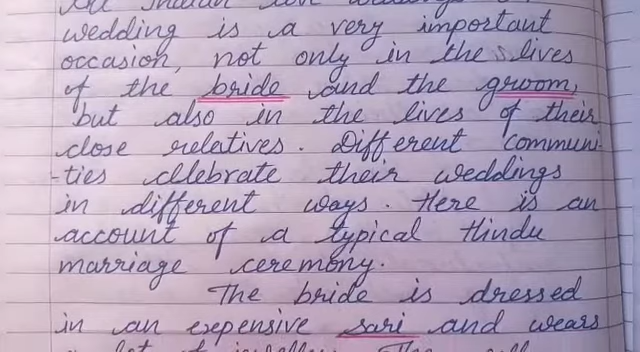 wedding is a very important
occasion, not only in the lives
of the bride and the groom,
but also in the lives of their
close relatives. Different communi-
-ties celebrate their weddings
in different ways. Here is an
account of a typical Hindu
marriage ceremony.
The bride is dressed
in an expensive sari and wears